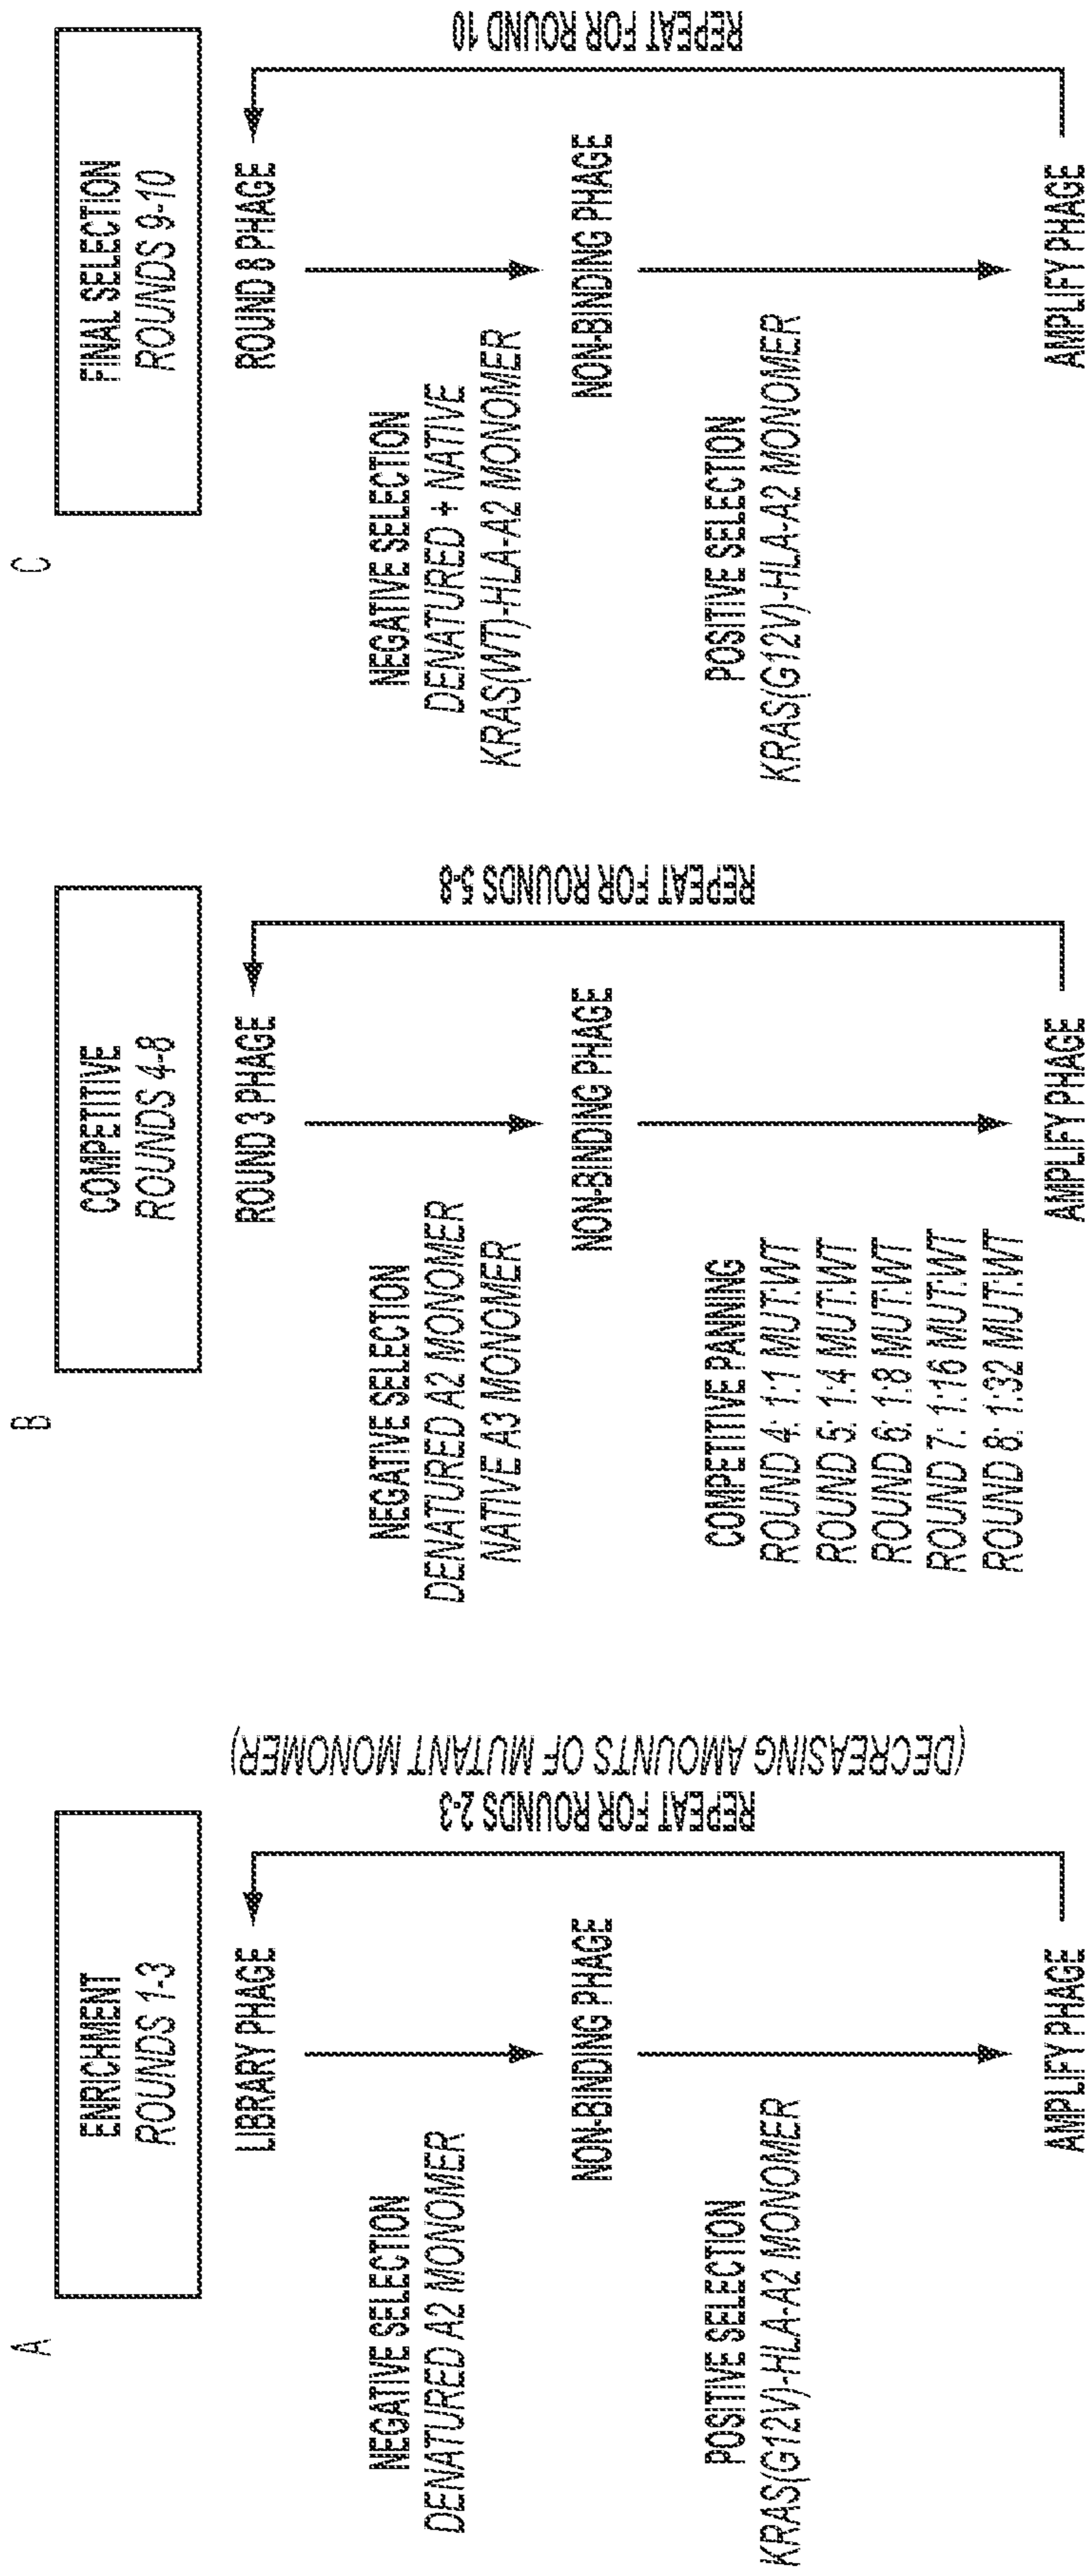 A
ENRICHMENT
ROUNDS 1-3
LIBRARY PHAGE
NEGATIVE SELECTION
DENATURED A2 MONOMER
NON-BINDING PHAGE
POSITIVE SELECTION
KRAS(G12V)-HLA-A2 MONOMER
AMPLIFY PHAGE
REPEAT FOR ROUNDS 2-3
(DECREASING AMOUNTS OF MUTANT MONOMER)
B
COMPETITIVE
ROUNDS 4-8
ROUND 3 PHAGE
NEGATIVE SELECTION
DENATURED A2 MONOMER
NATIVE A3 MONOMER
NON-BINDING PHAGE
COMPETITIVE PANNING
ROUND 4: 1:1 MUT:WT
ROUND 5: 1:4 MUT:WT
ROUND 6: 1:8 MUT:WT
ROUND 7: 1:16 MUT:WT
ROUND 8: 1:32 MUT:WT
AMPLIFY PHAGE
REPEAT FOR ROUNDS 5-8
C
FINAL SELECTION
ROUNDS 9-10
ROUND 8 PHAGE
NEGATIVE SELECTION
DENATURED + NATIVE
KRAS(WT)-HLA-A2 MONOMER
NON-BINDING PHAGE
POSITIVE SELECTION
KRAS(G12V)-HLA-A2 MONOMER
AMPLIFY PHAGE
REPEAT FOR ROUND 10